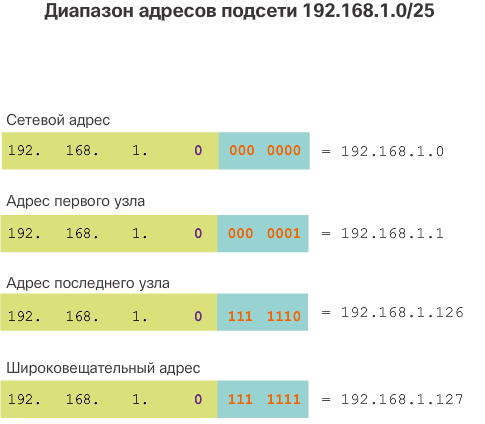 Диапазон адресов подсети 192.168.1.0/25
Сетевой адрес
192. 168. 1. 0 000 0000 = 192.168.1.0
Адрес первого узла
192. 168. 1. 0 000 0001 = 192.168.1.1
Адрес последнего узла
192. 168. 1. 0 111 1110 = 192.168.1.126
Широковещательный адрес
192. 168. 1. 0 111 1111 = 192.168.1.127